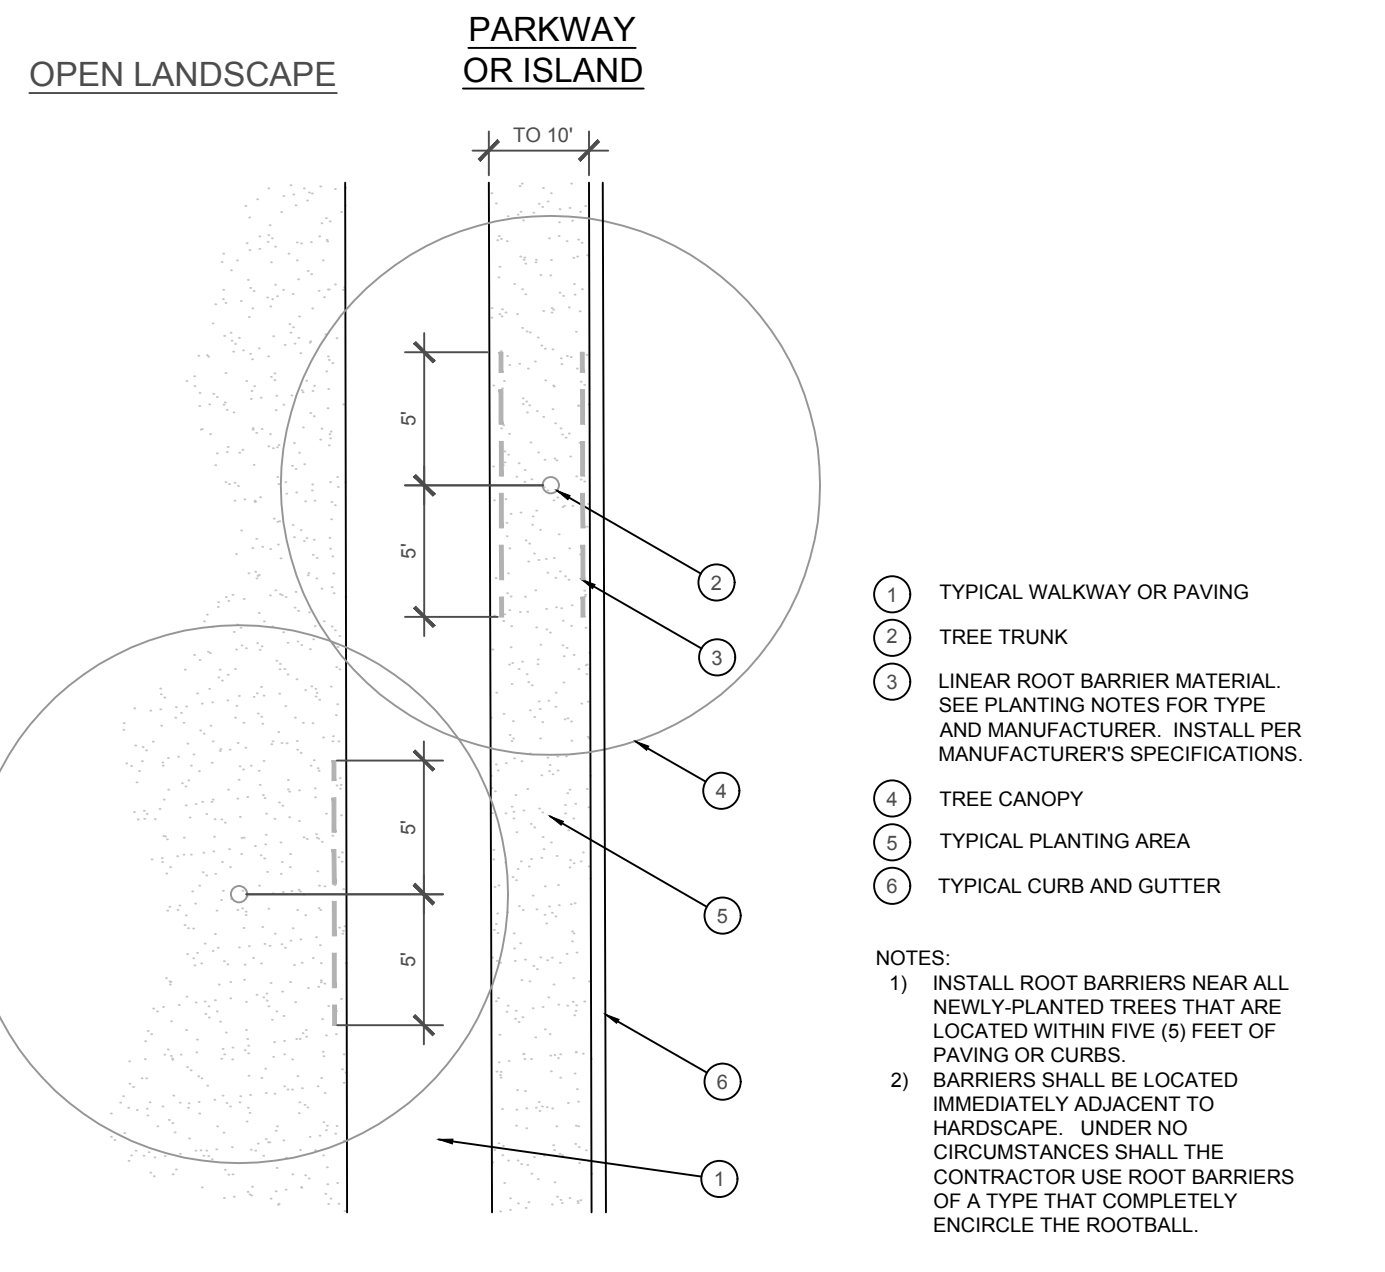 OPEN LANDSCAPE
PARKWAY
OR ISLAND
TO 10'
5'
5'
2
3
4
5'
5
5'
6
1
1 TYPICAL WALKWAY OR PAVING
2 TREE TRUNK
3 LINEAR ROOT BARRIER MATERIAL.
SEE PLANTING NOTES FOR TYPE
AND MANUFACTURER. INSTALL PER
MANUFACTURER'S SPECIFICATIONS.
4 TREE CANOPY
5 TYPICAL PLANTING AREA
6 TYPICAL CURB AND GUTTER
NOTES:
1) INSTALL ROOT BARRIERS NEAR ALL
NEWLY-PLANTED TREES THAT ARE
LOCATED WITHIN FIVE (5) FEET OF
PAVING OR CURBS.
2) BARRIERS SHALL BE LOCATED
IMMEDIATELY ADJACENT TO
HARDSCAPE. UNDER NO
CIRCUMSTANCES SHALL THE
CONTRACTOR USE ROOT BARRIERS
OF A TYPE THAT COMPLETELY
ENCIRCLE THE ROOTBALL.